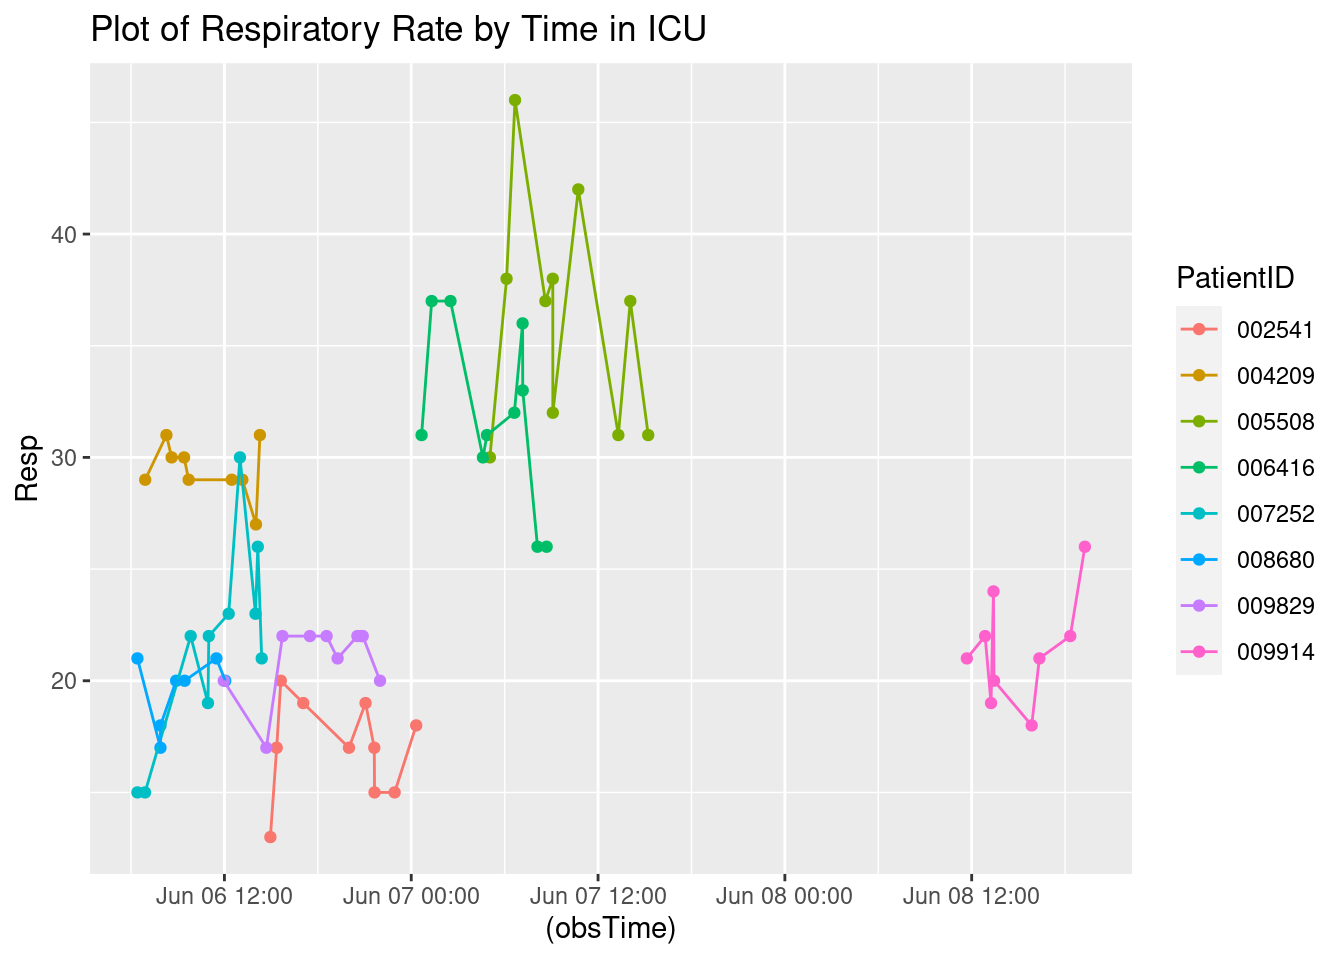 Plot of Respiratory Rate by Time in ICU
Resp
40
30
20
Jun 06 12:00
Jun 07 00:00
Jun 07 12:00
Jun 08 00:00
Jun 08 12:00
(obsTime)
PatientID
002541
004209
005508
006416
007252
008680
009829
009914